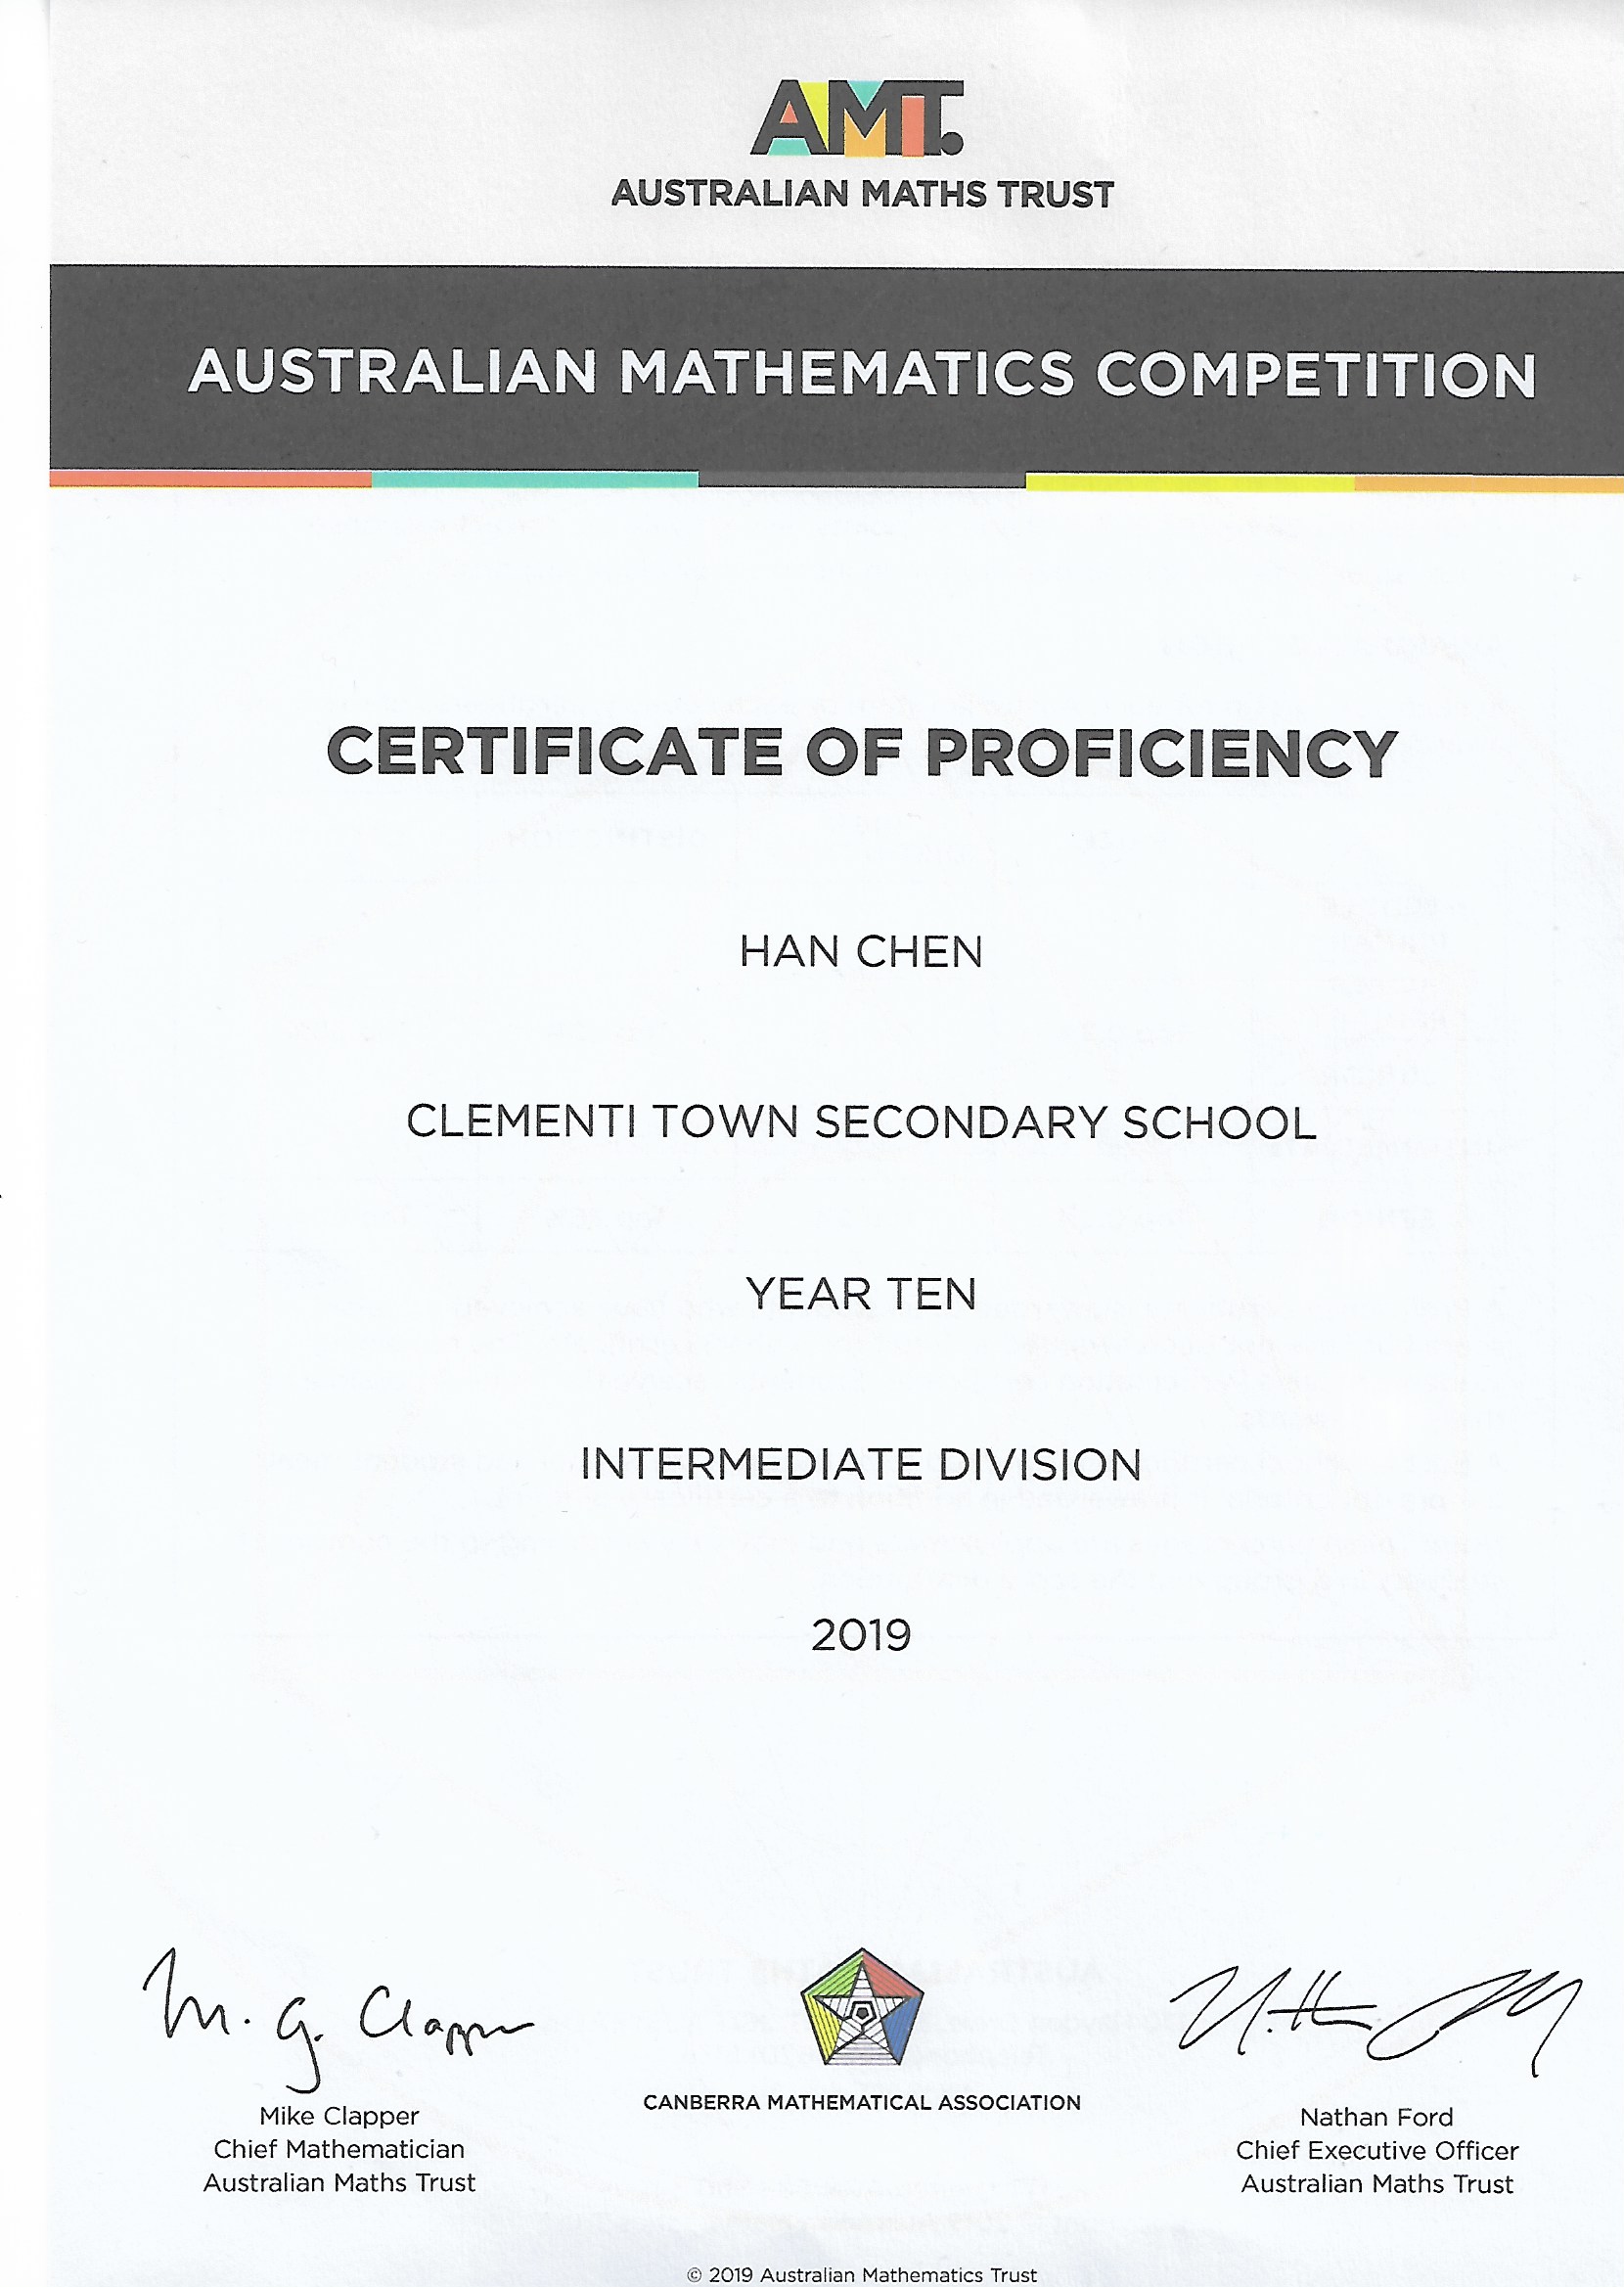 AMT.
AUSTRALIAN MATHS TRUST
AUSTRALIAN MATHEMATICS COMPETITION
CERTIFICATE OF PROFICIENCY
HAN CHEN
CLEMENTI TOWN SECONDARY SCHOOL
YEAR TEN
INTERMEDIATE DIVISION
2019
M. G. Clapper
CANBERRA MATHEMATICAL ASSOCIATION
Mike Clapper
Chief Mathematician
Australian Maths Trust
Nathan Ford
Chief Executive Officer
Australian Maths Trust
© 2019 Australian Mathematics Trust